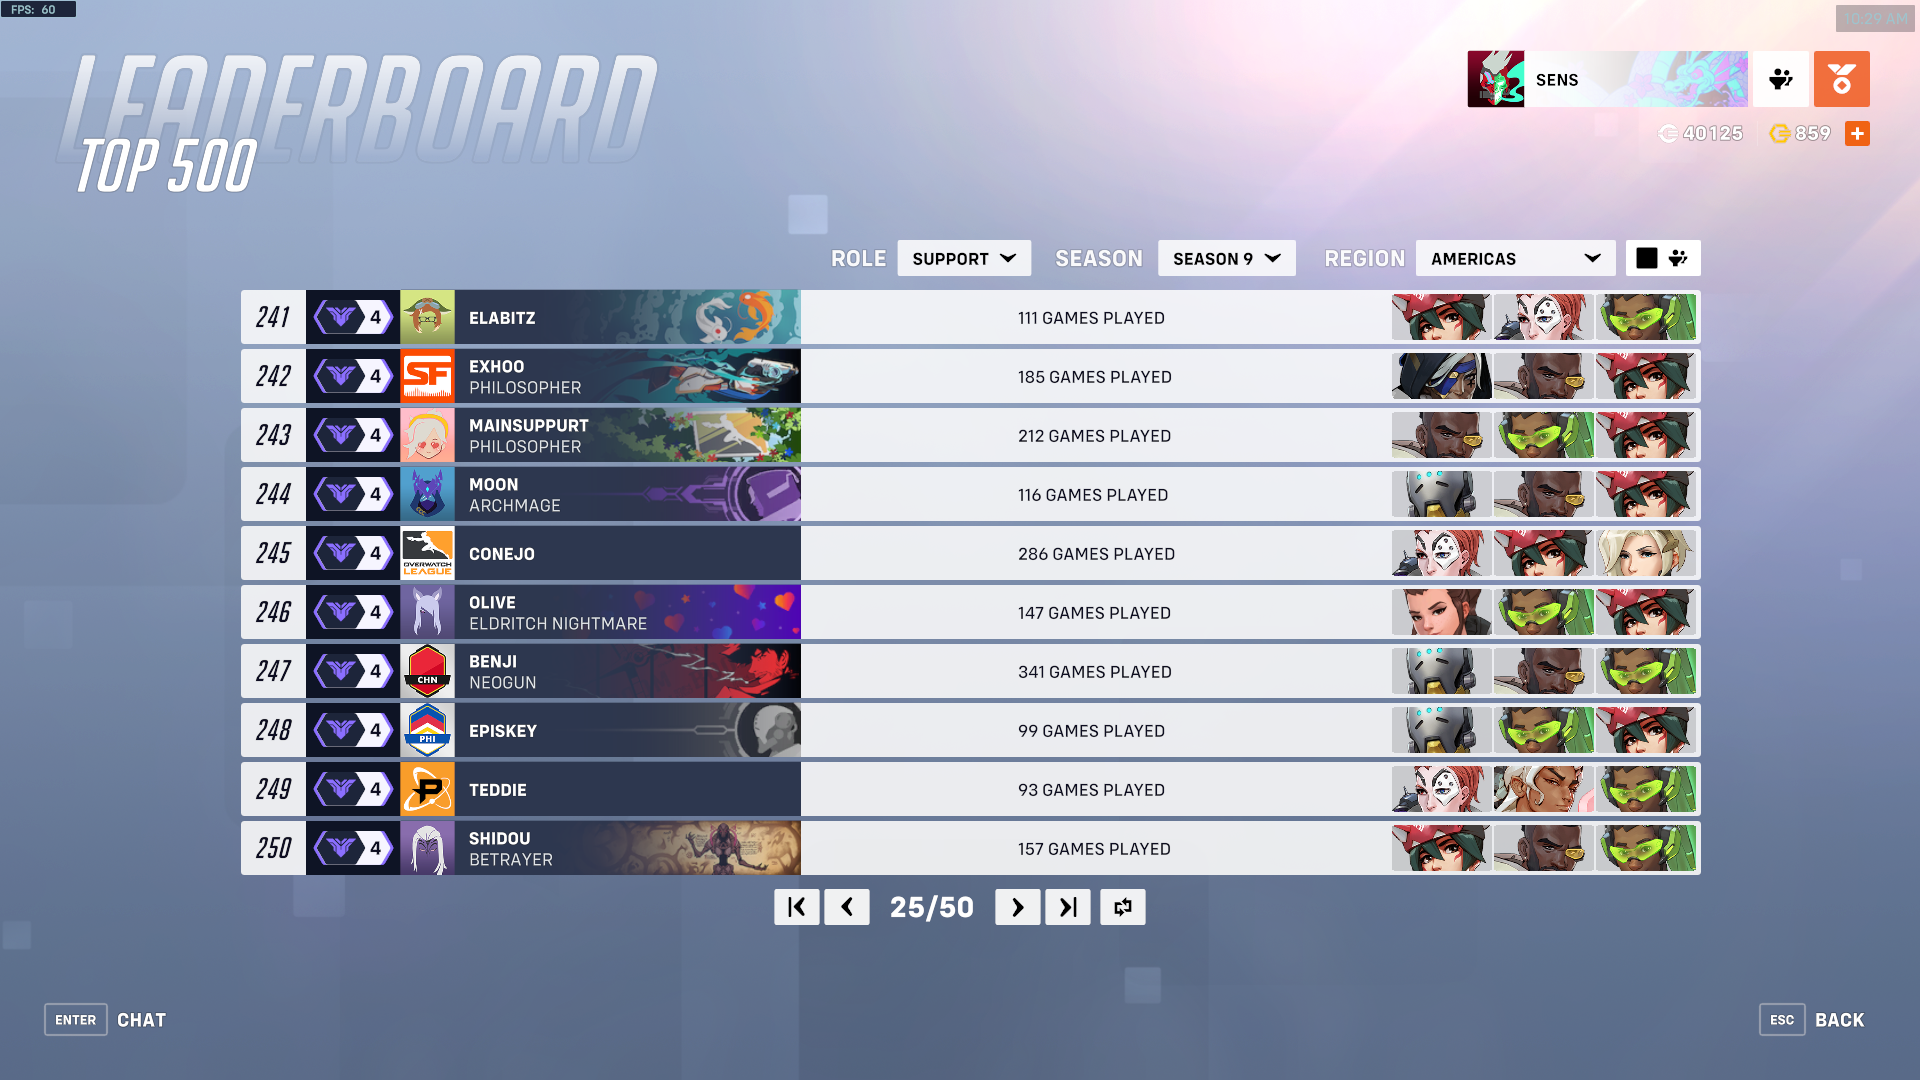 FPS: 60
10:29 AM
LEADERBOARD
TOP 500
SENS
40125
859
ROLE SUPPORT SEASON SEASON 9 REGION AMERICAS
241 4 ELABITZ 111 GAMES PLAYED
242 4 SF EXHOO PHILOSOPHER 185 GAMES PLAYED
243 4 MAINSUPPURT PHILOSOPHER 212 GAMES PLAYED
244 4 MOON ARCHMAGE 116 GAMES PLAYED
245 4 OVERWATCH LEAGUE CONEJO 286 GAMES PLAYED
246 4 OLIVE ELDRITCH NIGHTMARE 147 GAMES PLAYED
247 4 CHN BENJI NEOGUN 341 GAMES PLAYED
248 4 PHI EPISKEY 99 GAMES PLAYED
249 4 P TEDDIE 93 GAMES PLAYED
250 4 SHIDOU BETRAYER 157 GAMES PLAYED
25/50
ENTER CHAT
ESC BACK